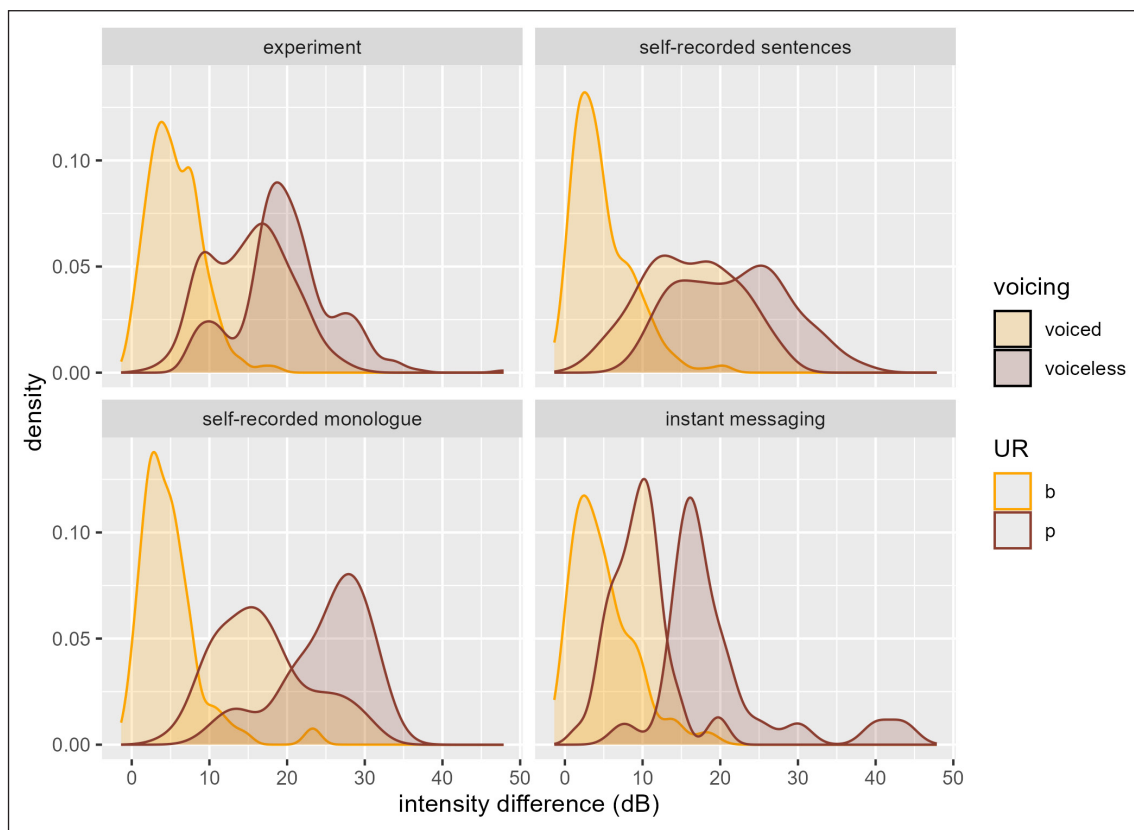 experiment
self-recorded sentences
0.10
0.05
0.00
self-recorded monologue
instant messaging
0.10
0.05
0.00
density
0 10 20 30 40 50
0 10 20 30 40 50
intensity difference (dB)
voicing
voiced
voiceless
UR
b
p